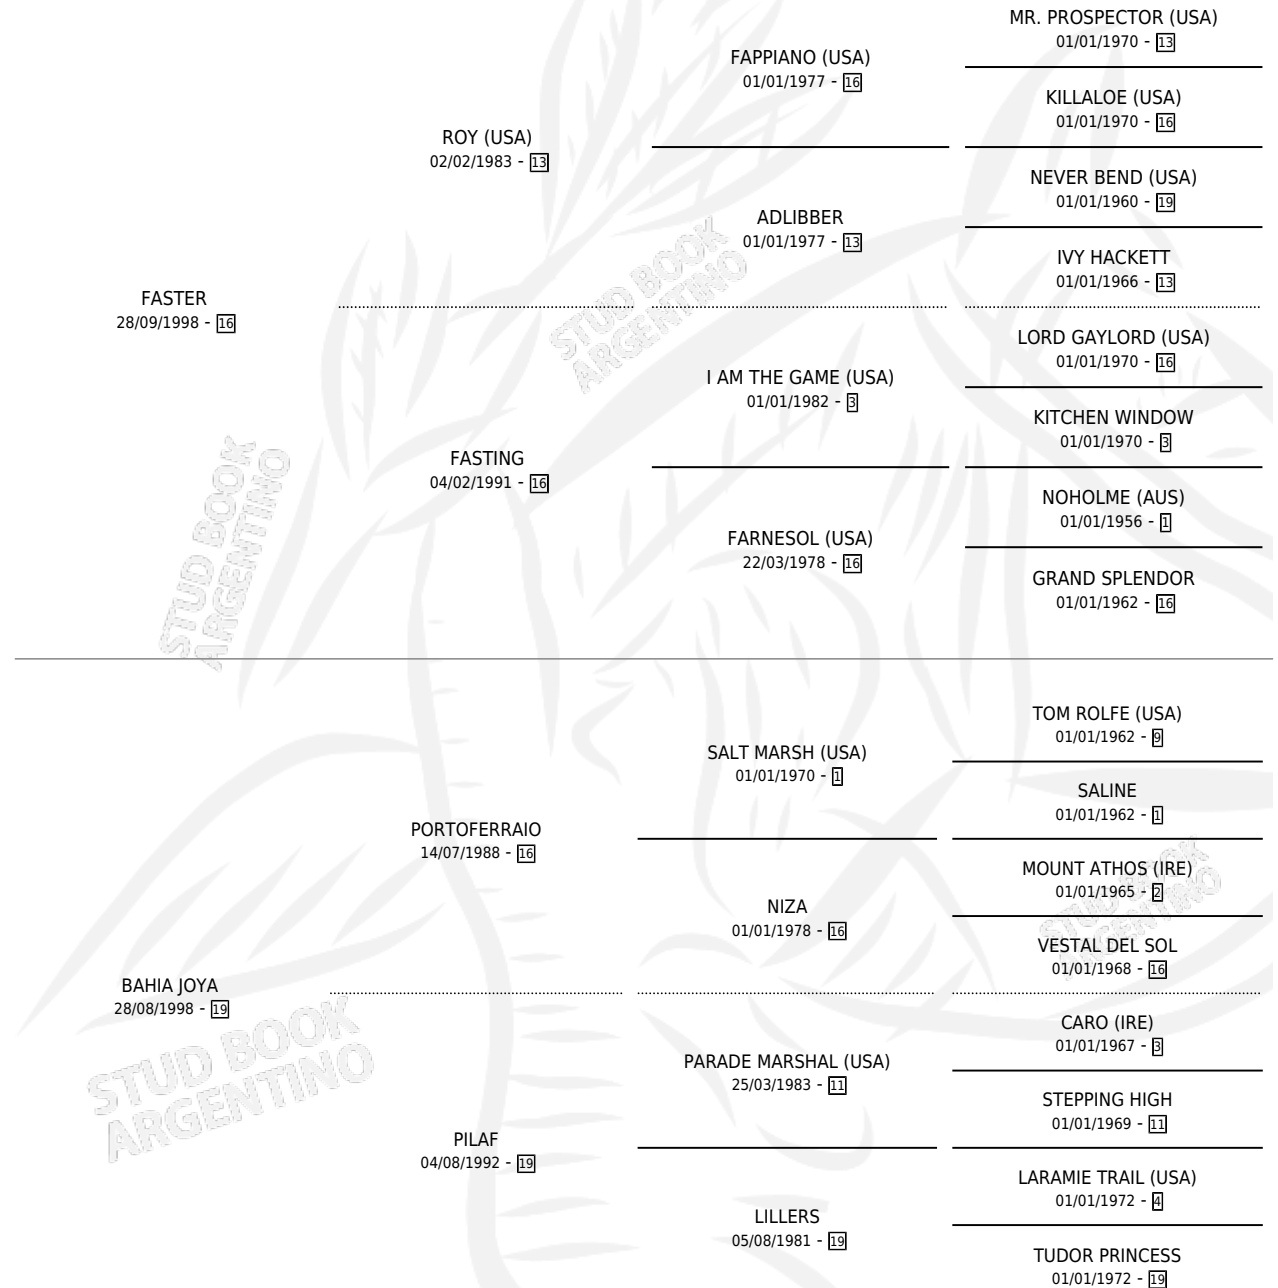 MR. PROSPECTOR (USA)
01/01/1970 - 13
FAPPIANO (USA)
01/01/1977 - 16
KILLALOE (USA)
01/01/1970 - 16
ROY (USA)
02/02/1983 - 13
NEVER BEND (USA)
01/01/1960 - 19
ADLIBBER
01/01/1977 - 13
IVY HACKETT
01/01/1966 - 13
FASTER
28/09/1998 - 16
STUD BOOK
ARGENTINO
LORD GAYLORD (USA)
01/01/1970 - 16
I AM THE GAME (USA)
01/01/1982 - 3
KITCHEN WINDOW
01/01/1970 - 3
FASTING
04/02/1991 - 16
NOHOLME (AUS)
01/01/1956 - 1
FARNESOL (USA)
22/03/1978 - 16
GRAND SPLENDOR
01/01/1962 - 16
STUD BOOK
ARGENTINO
TOM ROLFE (USA)
01/01/1962 - 9
SALT MARSH (USA)
01/01/1970 - 1
SALINE
01/01/1962 - 1
PORTOFERRAIO
14/07/1988 - 16
MOUNT ATHOS (IRE)
01/01/1965 - 2
NIZA
01/01/1978 - 16
VESTAL DEL SOL
01/01/1968 - 16
STUD BOOK
ARGENTINO
BAHIA JOYA
28/08/1998 - 19
STUD BOOK
ARGENTINO
CARO (IRE)
01/01/1967 - 3
PARADE MARSHAL (USA)
25/03/1983 - 11
STEPPING HIGH
01/01/1969 - 11
PILAF
04/08/1992 - 19
LARAMIE TRAIL (USA)
01/01/1972 - 4
LILLERS
05/08/1981 - 19
TUDOR PRINCESS
01/01/1972 - 19